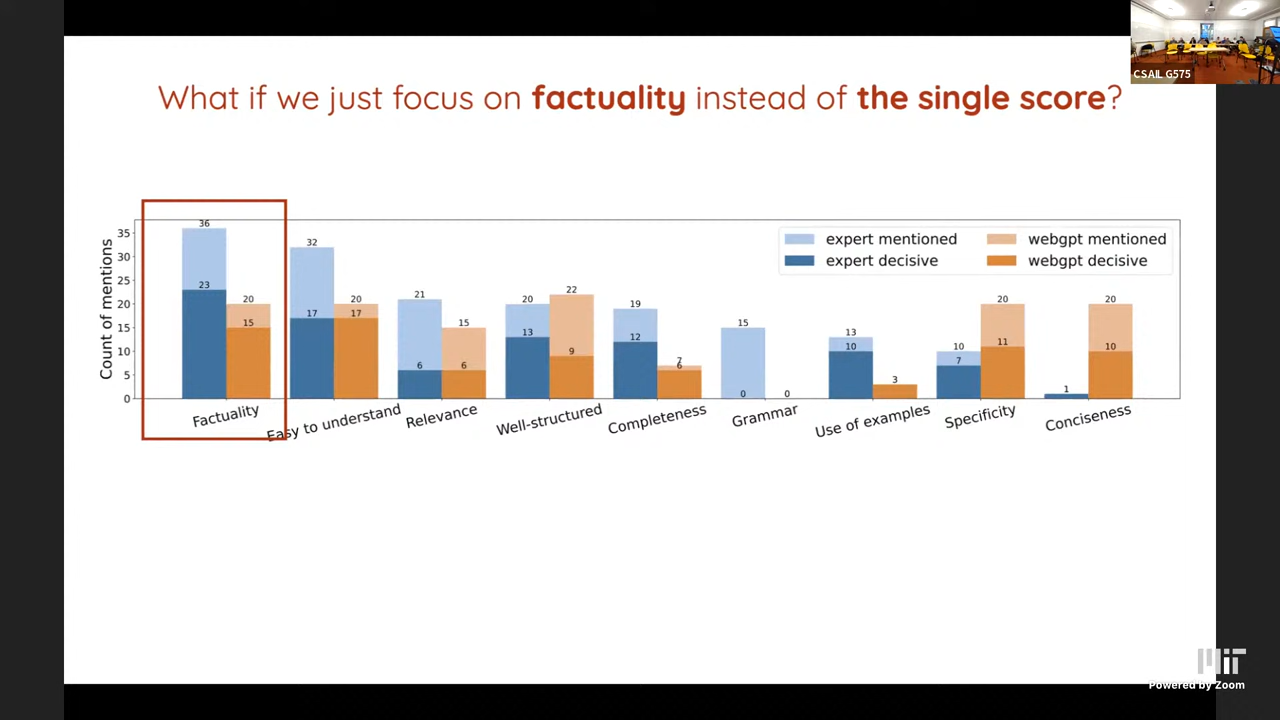 CSAIL G575
What if we just focus on factuality instead of the single score?
Count of mentions
35
30
25
20
15
10
5
0
36
23
20
15
32
17
20
17
21
6
15
6
20
13
22
9
19
12
7
6
15
0
0
13
10
3
10
7
20
11
1
20
10
expert mentioned
expert decisive
webgpt mentioned
webgpt decisive
Factuality
Easy to understand
Relevance
Well-structured
Completeness
Grammar
Use of examples
Specificity
Conciseness
MIT
Powered by Zoom